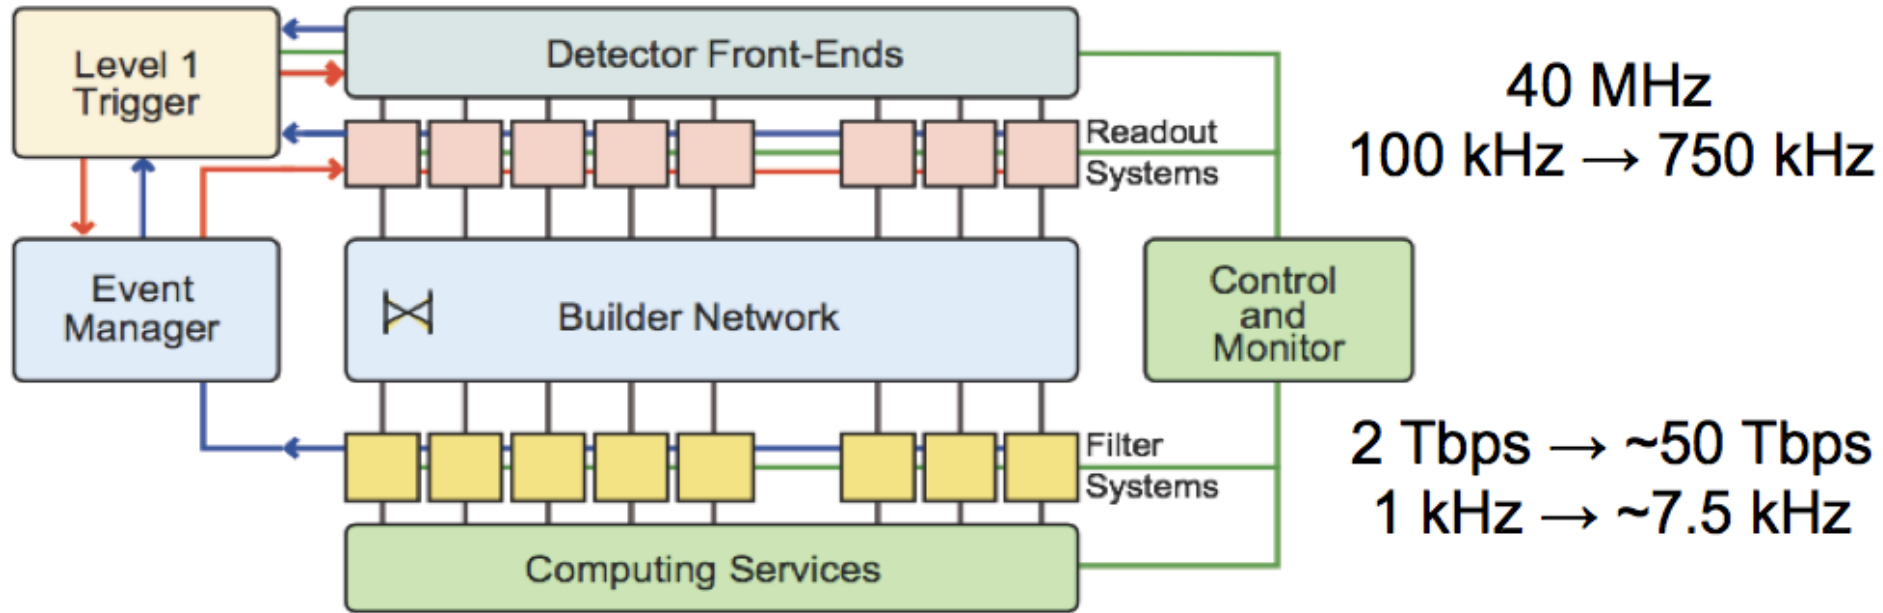 Level 1
Trigger
Detector Front-Ends
40 MHz
100 kHz → 750 kHz
Readout
Systems
Event
Manager
Builder Network
Control
and
Monitor
Filter
Systems
2 Tbps → ~50 Tbps
1 kHz → ~7.5 kHz
Computing Services